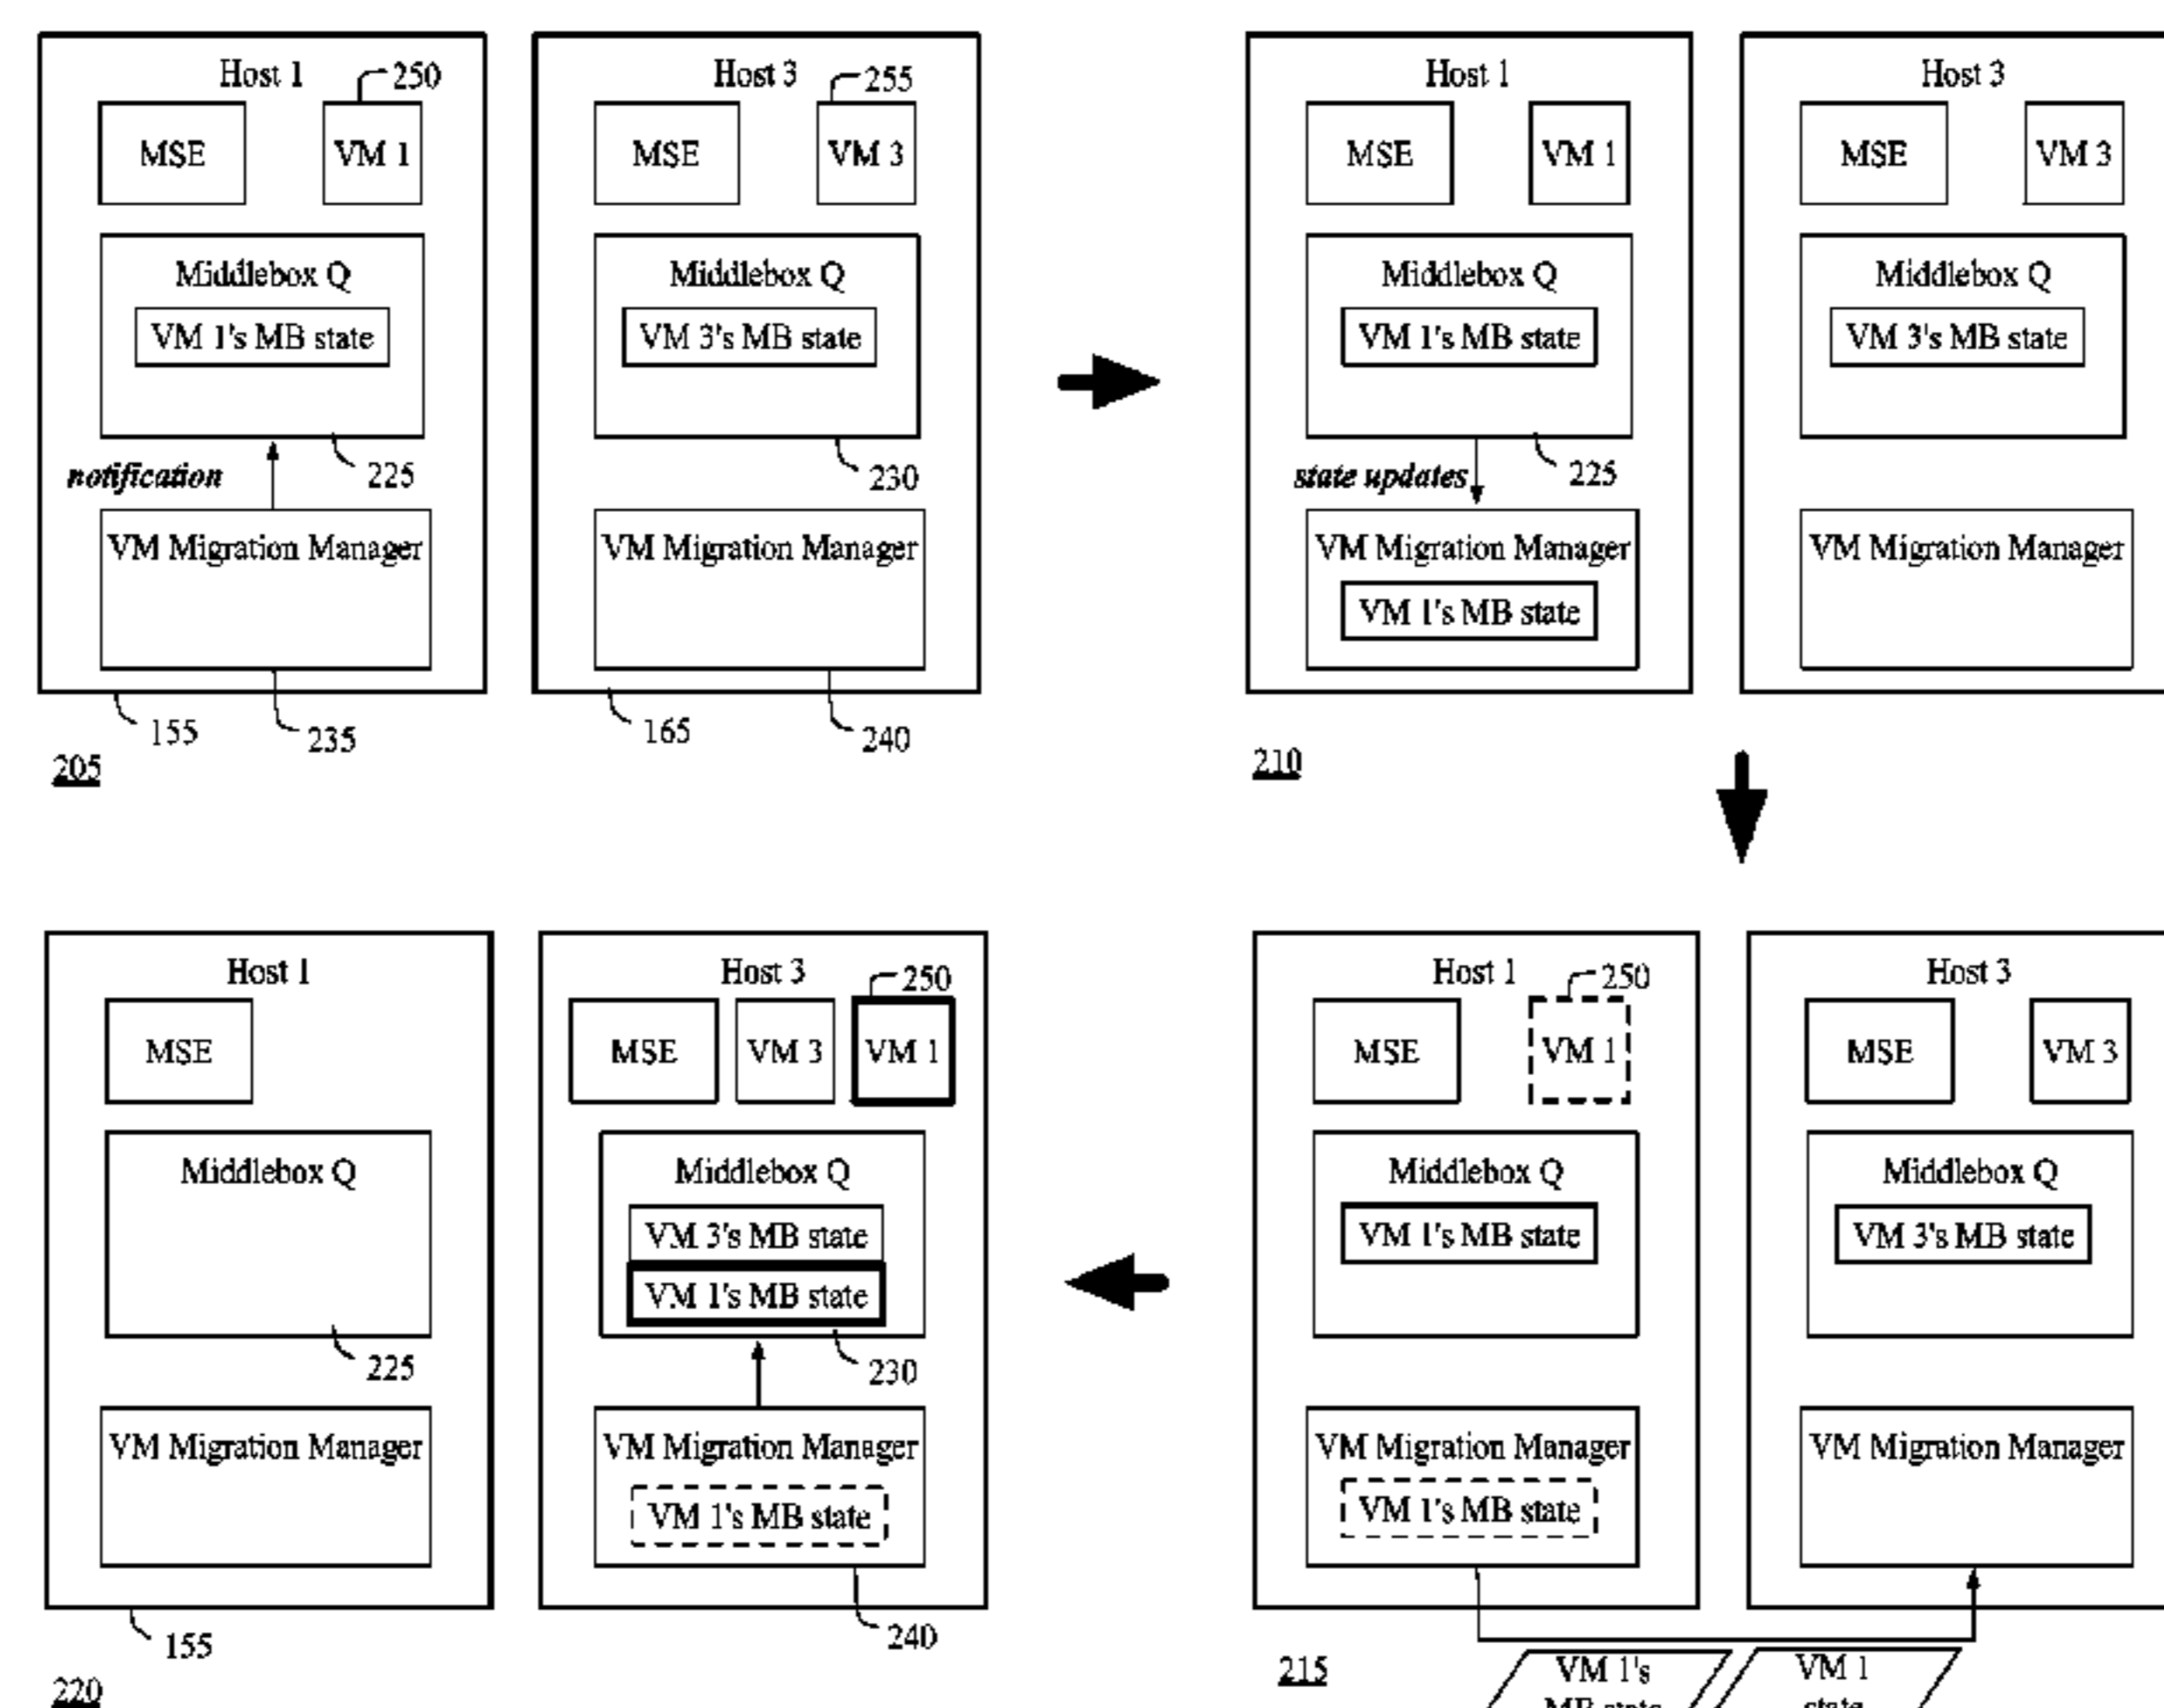 Host 1
250
MSE
VM 1
Middlebox Q
VM 1's MB state
notification
225
VM Migration Manager
155
235
205
Host 3
255
MSE
VM 3
Middlebox Q
VM 3's MB state
230
VM Migration Manager
165
240
Host 1
MSE
VM 1
Middlebox Q
VM 1's MB state
state updates
225
VM Migration Manager
VM 1's MB state
210
Host 3
MSE
VM 3
Middlebox Q
VM 3's MB state
VM Migration Manager
Host 1
MSE
Middlebox Q
225
VM Migration Manager
155
220
Host 3
250
MSE
VM 3
VM 1
Middlebox Q
VM 3's MB state
VM 1's MB state
230
VM Migration Manager
VM 1's MB state
240
Host 1
250
MSE
VM 1
Middlebox Q
VM 1's MB state
VM Migration Manager
VM 1's MB state
215
Host 3
MSE
VM 3
Middlebox Q
VM 3's MB state
VM Migration Manager
VM 1's
MB state
VM 1
state